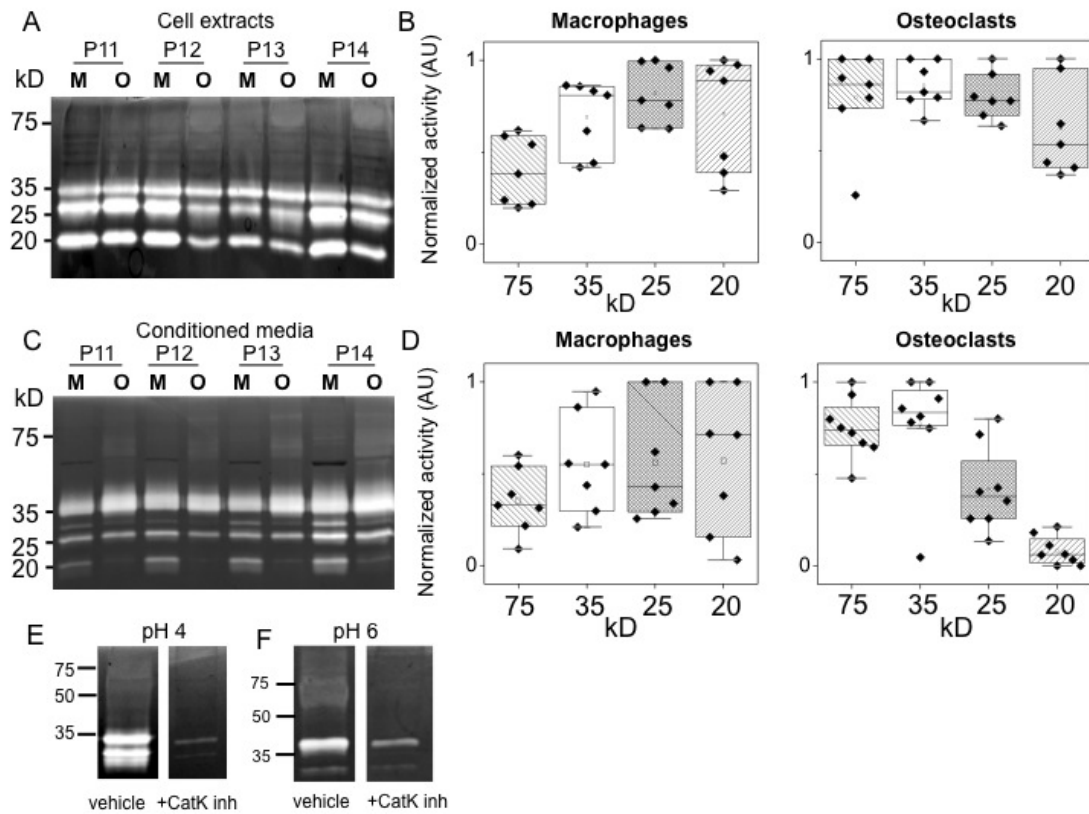 A
Cell extracts
P11 P12 P13 P14
kD M O M O M O M O
75
35
25
20
B
Macrophages
Normalized activity (AU)
1
0
75 35 25 20
kD
Osteoclasts
1
0
75 35 25 20
kD
C
Conditioned media
P11 P12 P13 P14
M O M O M O M O
kD
75
35
25
20
D
Macrophages
Normalized activity (AU)
1
0
75 35 25 20
kD
Osteoclasts
1
0
75 35 25 20
kD
E
pH 4
75
50
35
vehicle +CatK inh
F
pH 6
75
50
35
vehicle +CatK inh